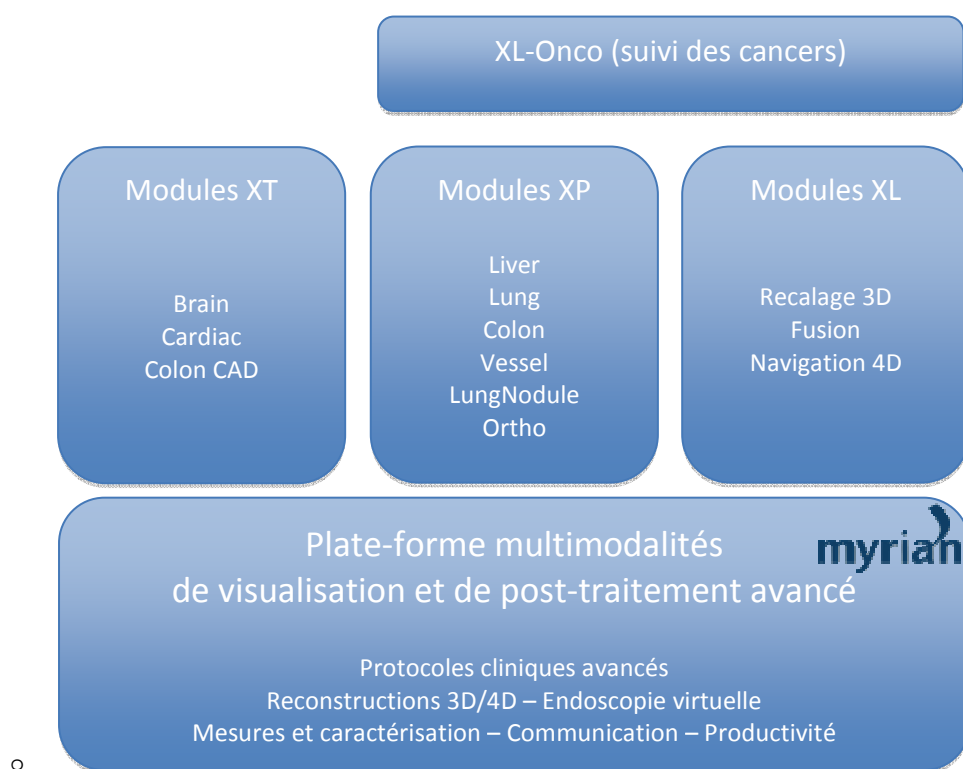 XL-Onco (suivi des cancers)
Modules XT
Brain
Cardiac
Colon CAD
Modules XP
Liver
Lung
Colon
Vessel
LungNodule
Ortho
Modules XL
Recalage 3D
Fusion
Navigation 4D
Plate-forme multimodalités
de visualisation et de post-traitement avancé
myrian
Protocoles cliniques avancés
Reconstructions 3D/4D – Endoscopie virtuelle
Mesures et caractérisation – Communication – Productivité